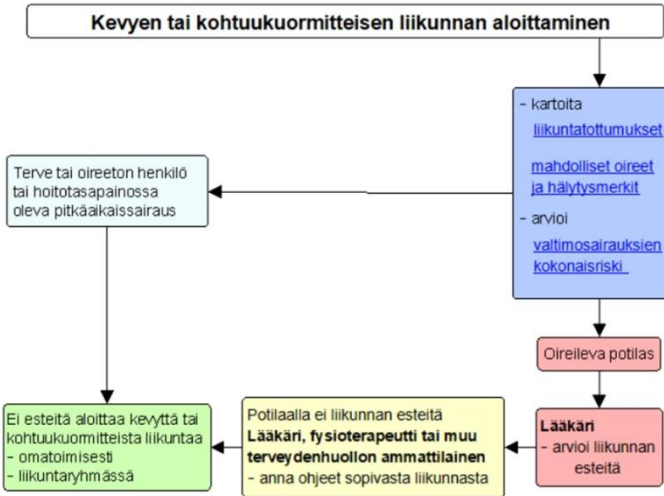 Kevyen tai kohtuukuormitteisen liikunnan aloittaminen
- kartoita
liikuntatottumukset
mahdolliset oireet
ja hälytysmerkit
- arvioi
valtimosairauksien
kokonaisriski
Terve tai oireeton henkilö
tai hoitotasapainossa
oleva pitkäaikaissairaus
Oireileva potilas
Lääkäri
- arvioi liikunnan
esteitä
Potilaalla ei liikunnan esteitä
Lääkäri, fysioterapeutti tai muu
terveydenhuollon ammattilainen
- anna ohjeet sopivasta liikunnasta
Ei esteitä aloittaa kevyttä tai
kohtuukuormitteista liikuntaa
- omatoimisesti
- liikuntaryhmässä